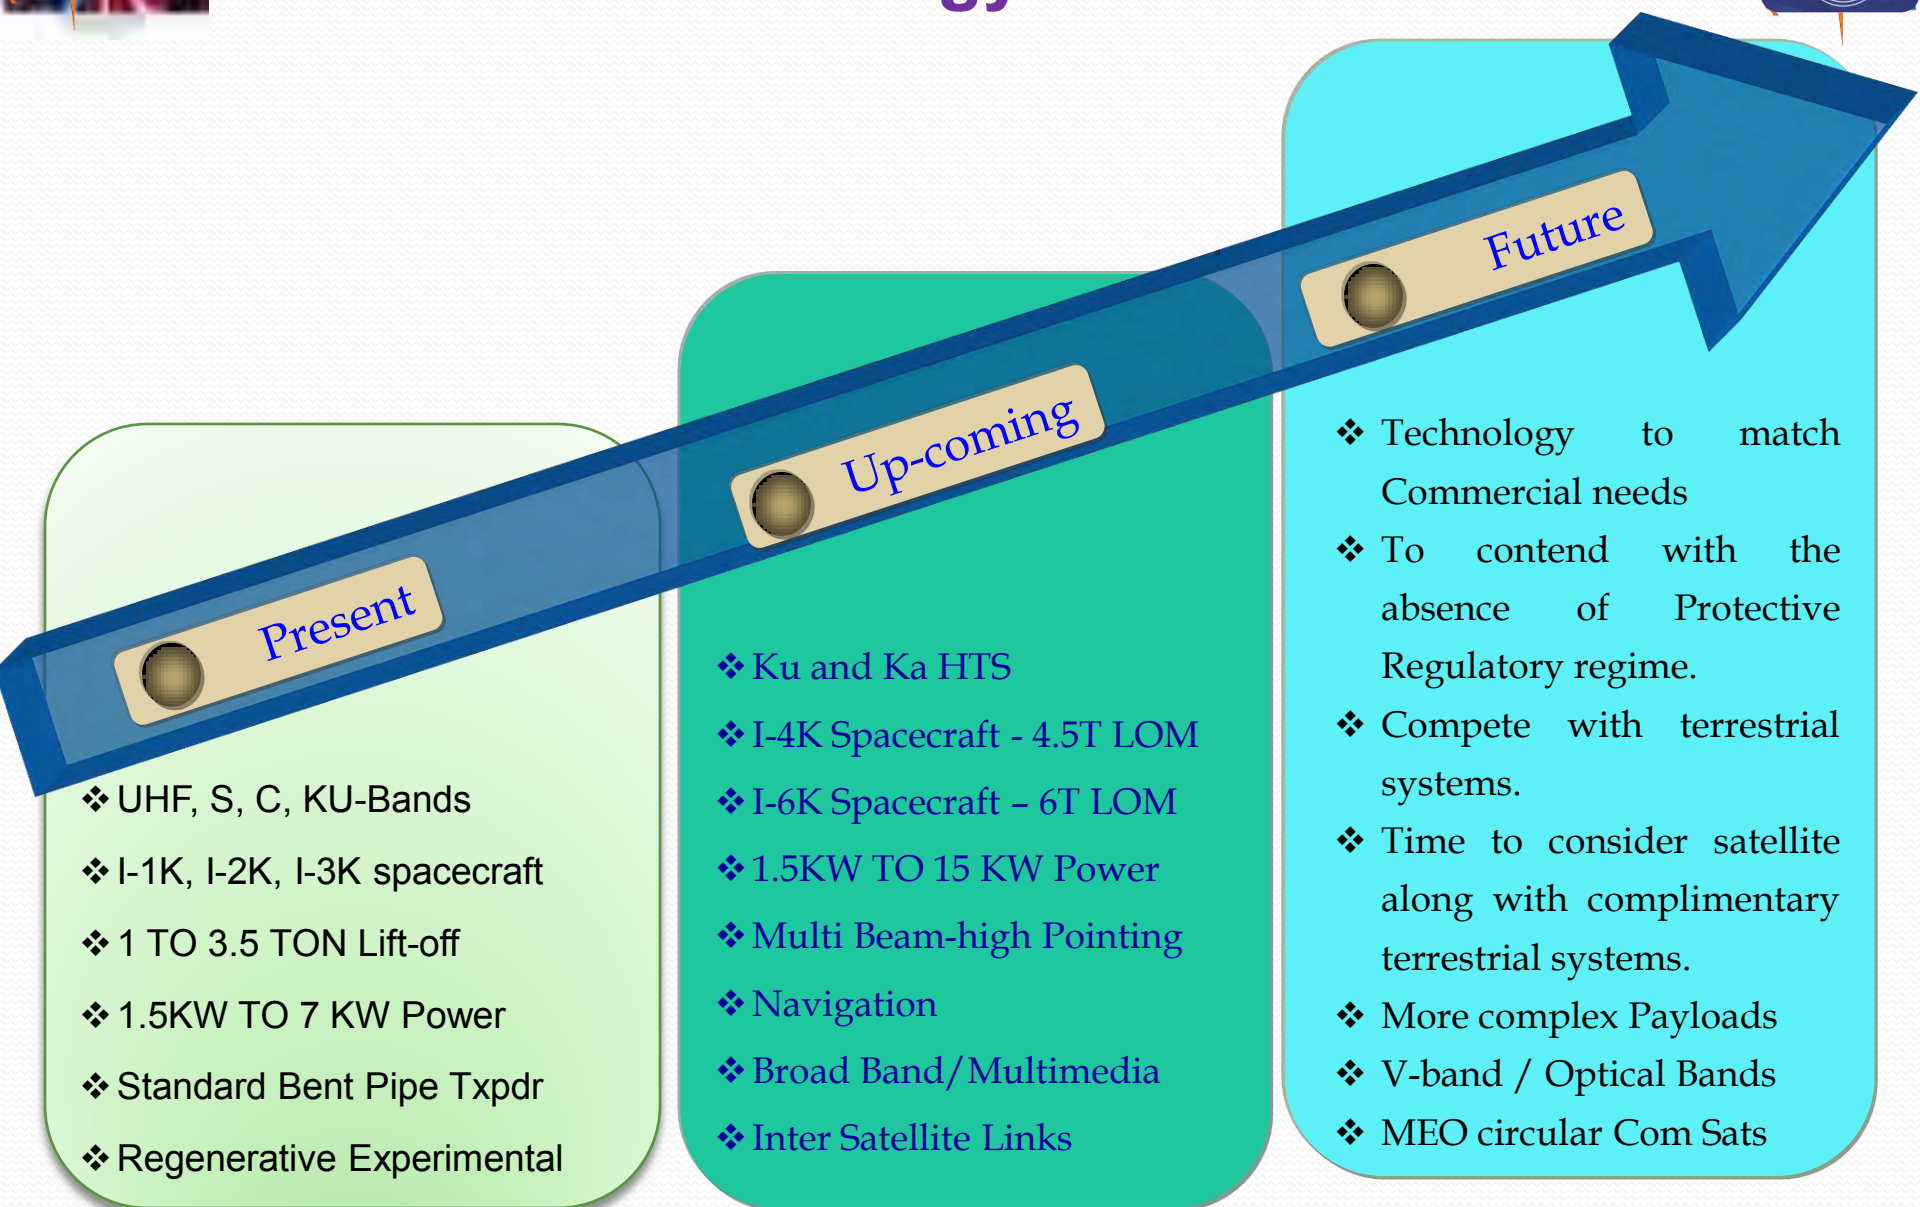 gy
Present
Up-coming
Future
❖ UHF, S, C, KU-Bands
❖ I-1K, I-2K, I-3K spacecraft
❖ 1 TO 3.5 TON Lift-off
❖ 1.5KW TO 7 KW Power
❖ Standard Bent Pipe Txpdr
❖ Regenerative Experimental
❖ Ku and Ka HTS
❖ I-4K Spacecraft - 4.5T LOM
❖ I-6K Spacecraft – 6T LOM
❖ 1.5KW TO 15 KW Power
❖ Multi Beam-high Pointing
❖ Navigation
❖ Broad Band/Multimedia
❖ Inter Satellite Links
❖ Technology to match
Commercial needs
❖ To contend with the
absence of Protective
Regulatory regime.
❖ Compete with terrestrial
systems.
❖ Time to consider satellite
along with complimentary
terrestrial systems.
❖ More complex Payloads
❖ V-band / Optical Bands
❖ MEO circular Com Sats